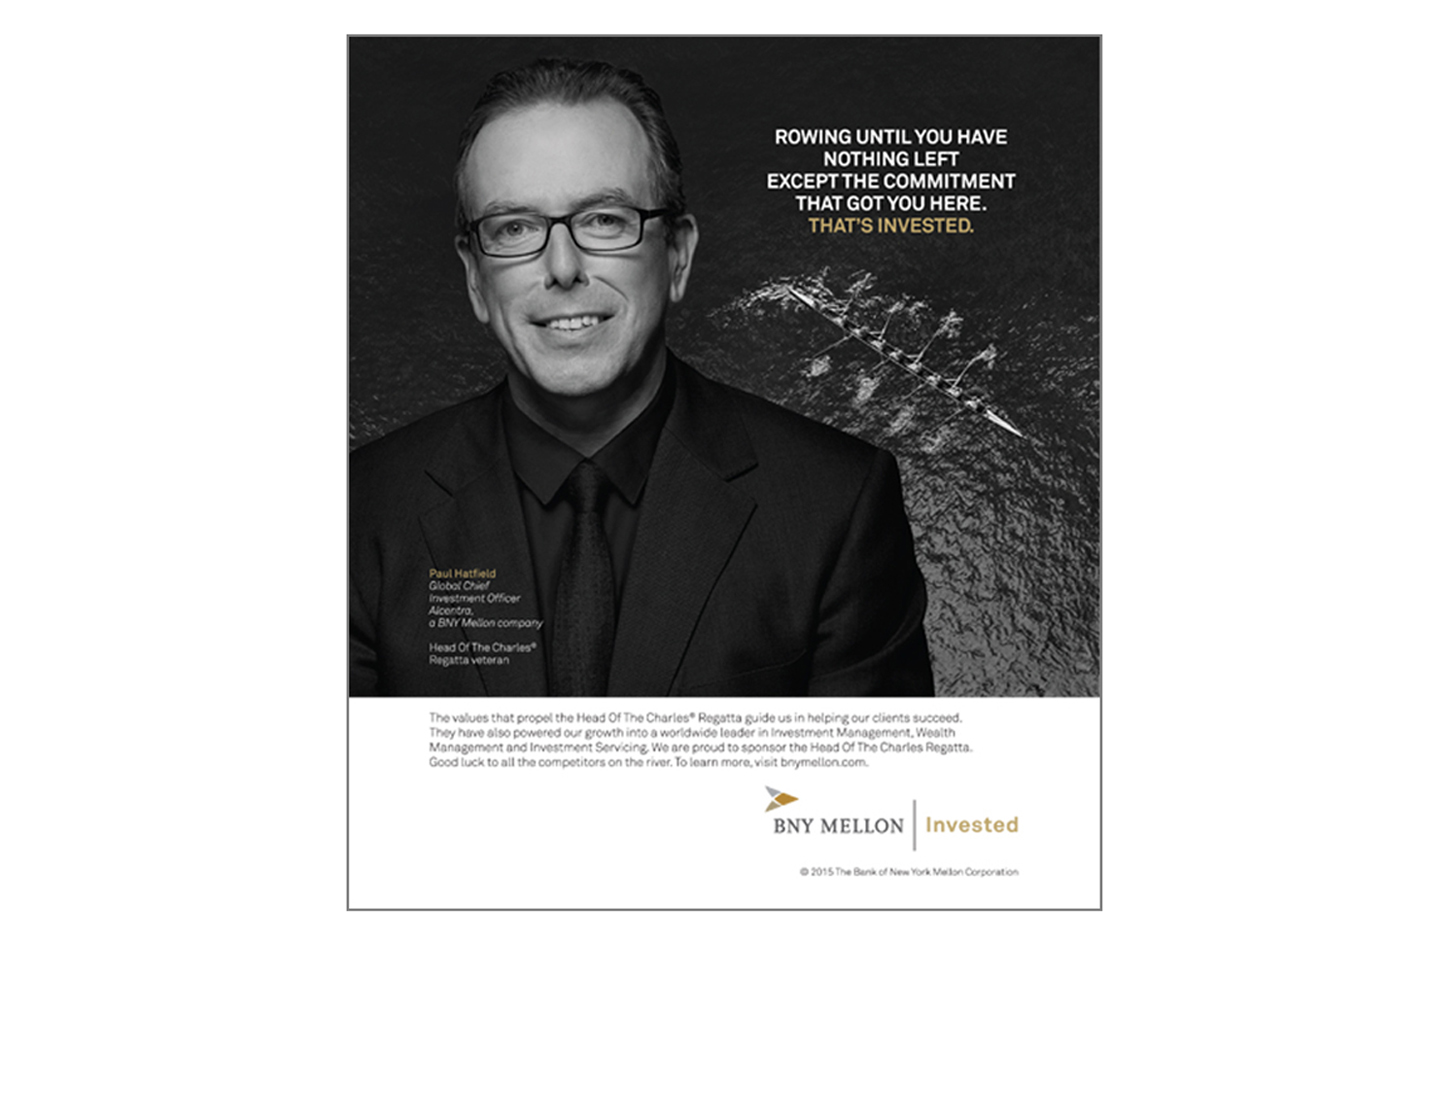 ROWING UNTIL YOU HAVE
NOTHING LEFT
EXCEPT THE COMMITMENT
THAT GOT YOU HERE.
THAT'S INVESTED.
Paul Hatfield
Global Chief
Investment Officer
Alcentra,
a BNY Mellon company
Head Of The Charles®
Regatta veteran
The values that propel the Head Of The Charles® Regatta guide us in helping our clients succeed.
They have also powered our growth into a worldwide leader in Investment Management, Wealth
Management and Investment Servicing. We are proud to sponsor the Head Of The Charles Regatta.
Good luck to all the competitors on the river. To learn more, visit bnymellon.com.
BNY MELLON | Invested
© 2015 The Bank of New York Mellon Corporation